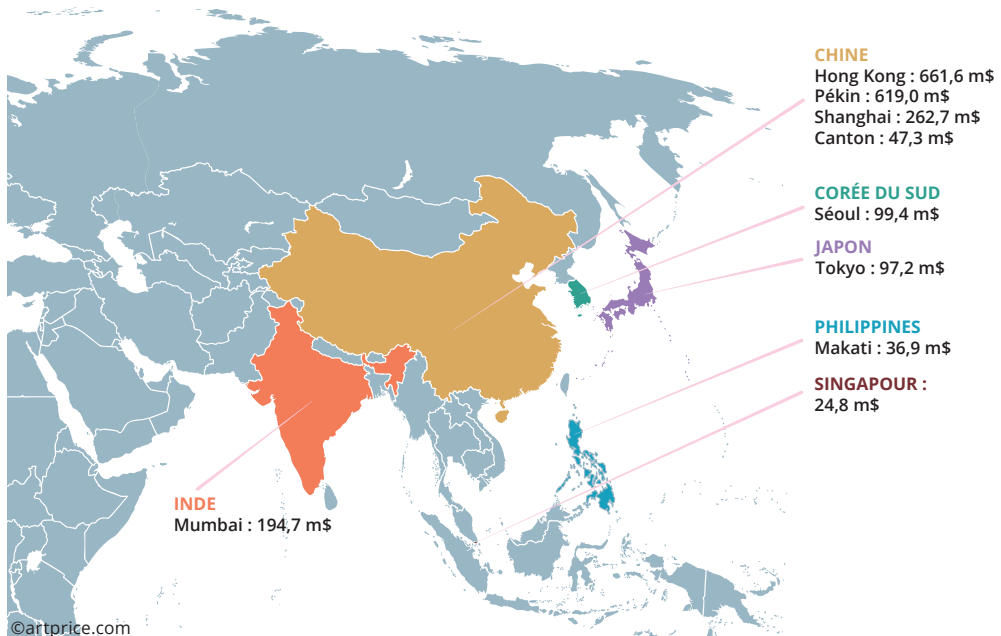 CHINE
Hong Kong : 661,6 m$
Pékin : 619,0 m$
Shanghai : 262,7 m$
Canton : 47,3 m$
CORÉE DU SUD
Séoul : 99,4 m$
JAPON
Tokyo : 97,2 m$
PHILIPPINES
Makati : 36,9 m$
SINGAPOUR :
24,8 m$
INDE
Mumbai : 194,7 m$
©artprice.com